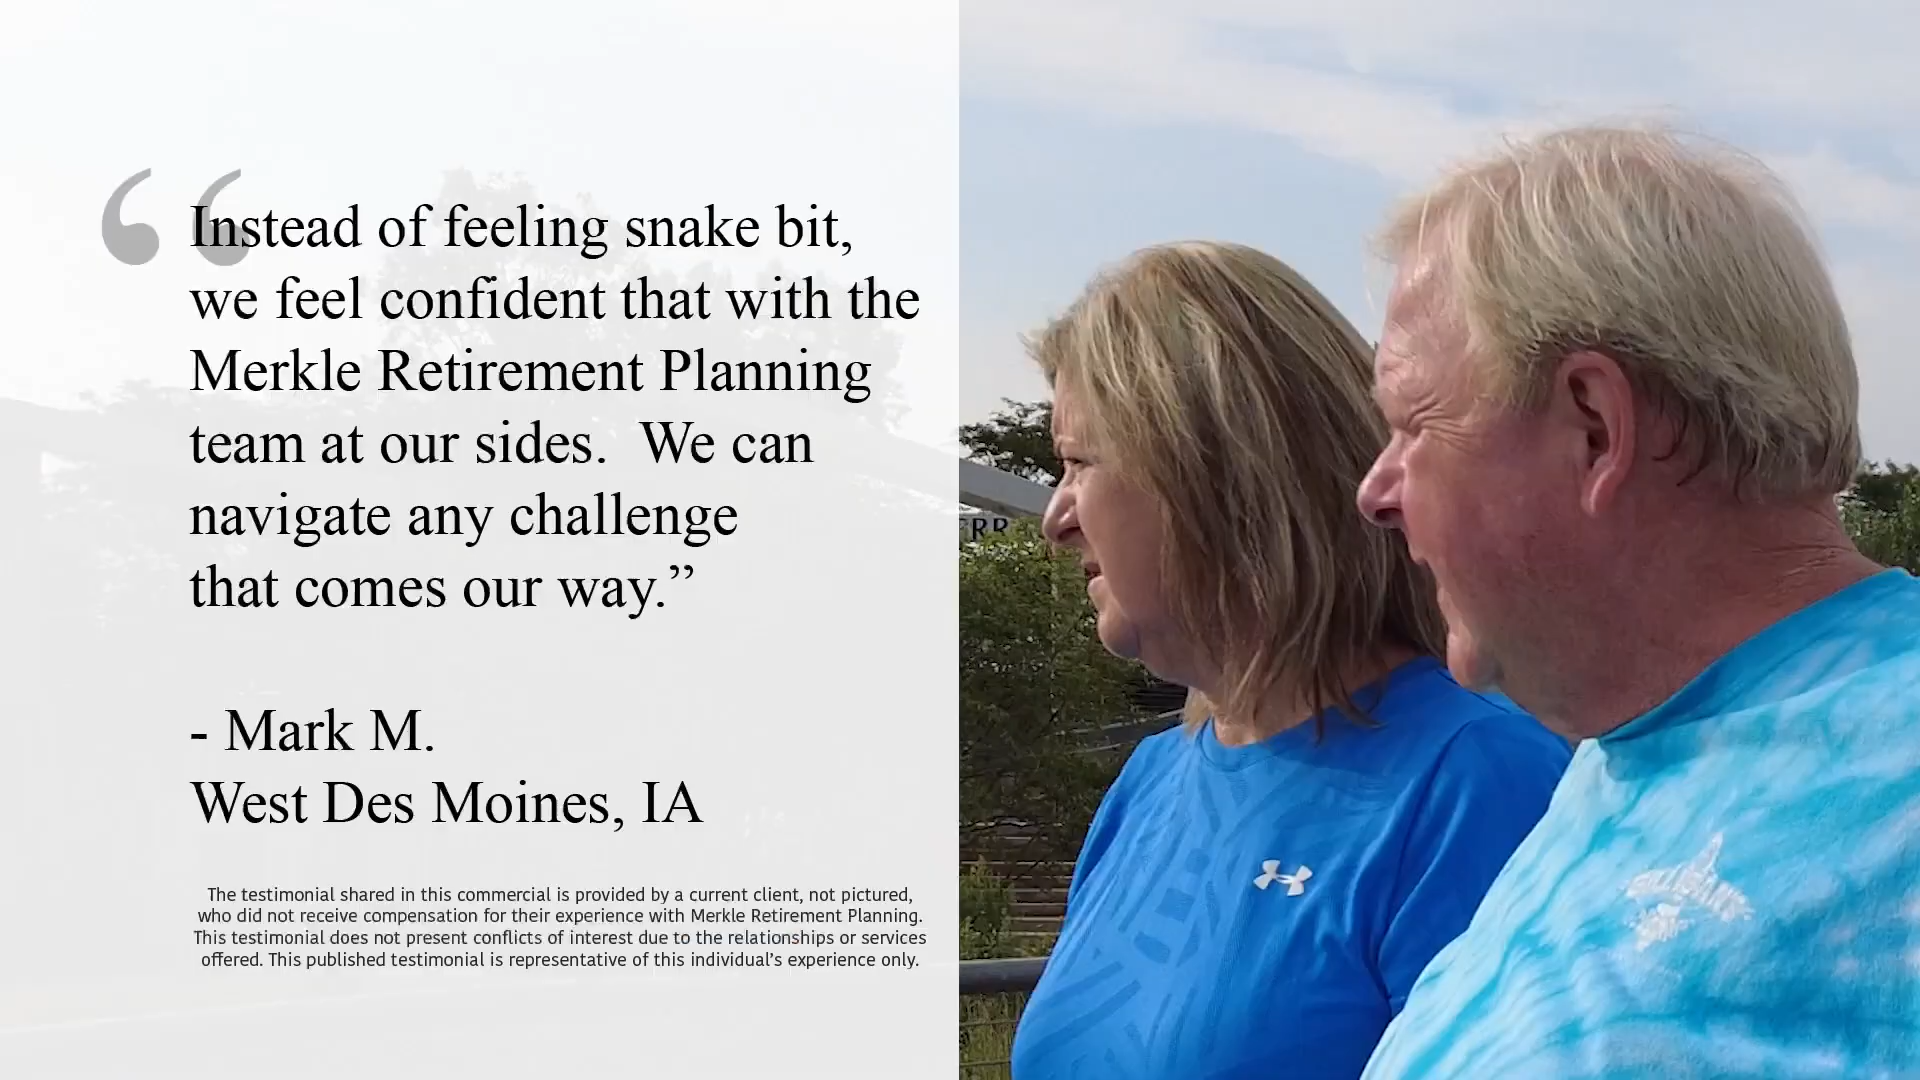 “Instead of feeling snake bit,
we feel confident that with the
Merkle Retirement Planning
team at our sides.  We can
navigate any challenge
that comes our way.”
- Mark M.
West Des Moines, IA
The testimonial shared in this commercial is provided by a current client, not pictured,
who did not receive compensation for their experience with Merkle Retirement Planning.
This testimonial does not present conflicts of interest due to the relationships or services
offered. This published testimonial is representative of this individual’s experience only.
ERR